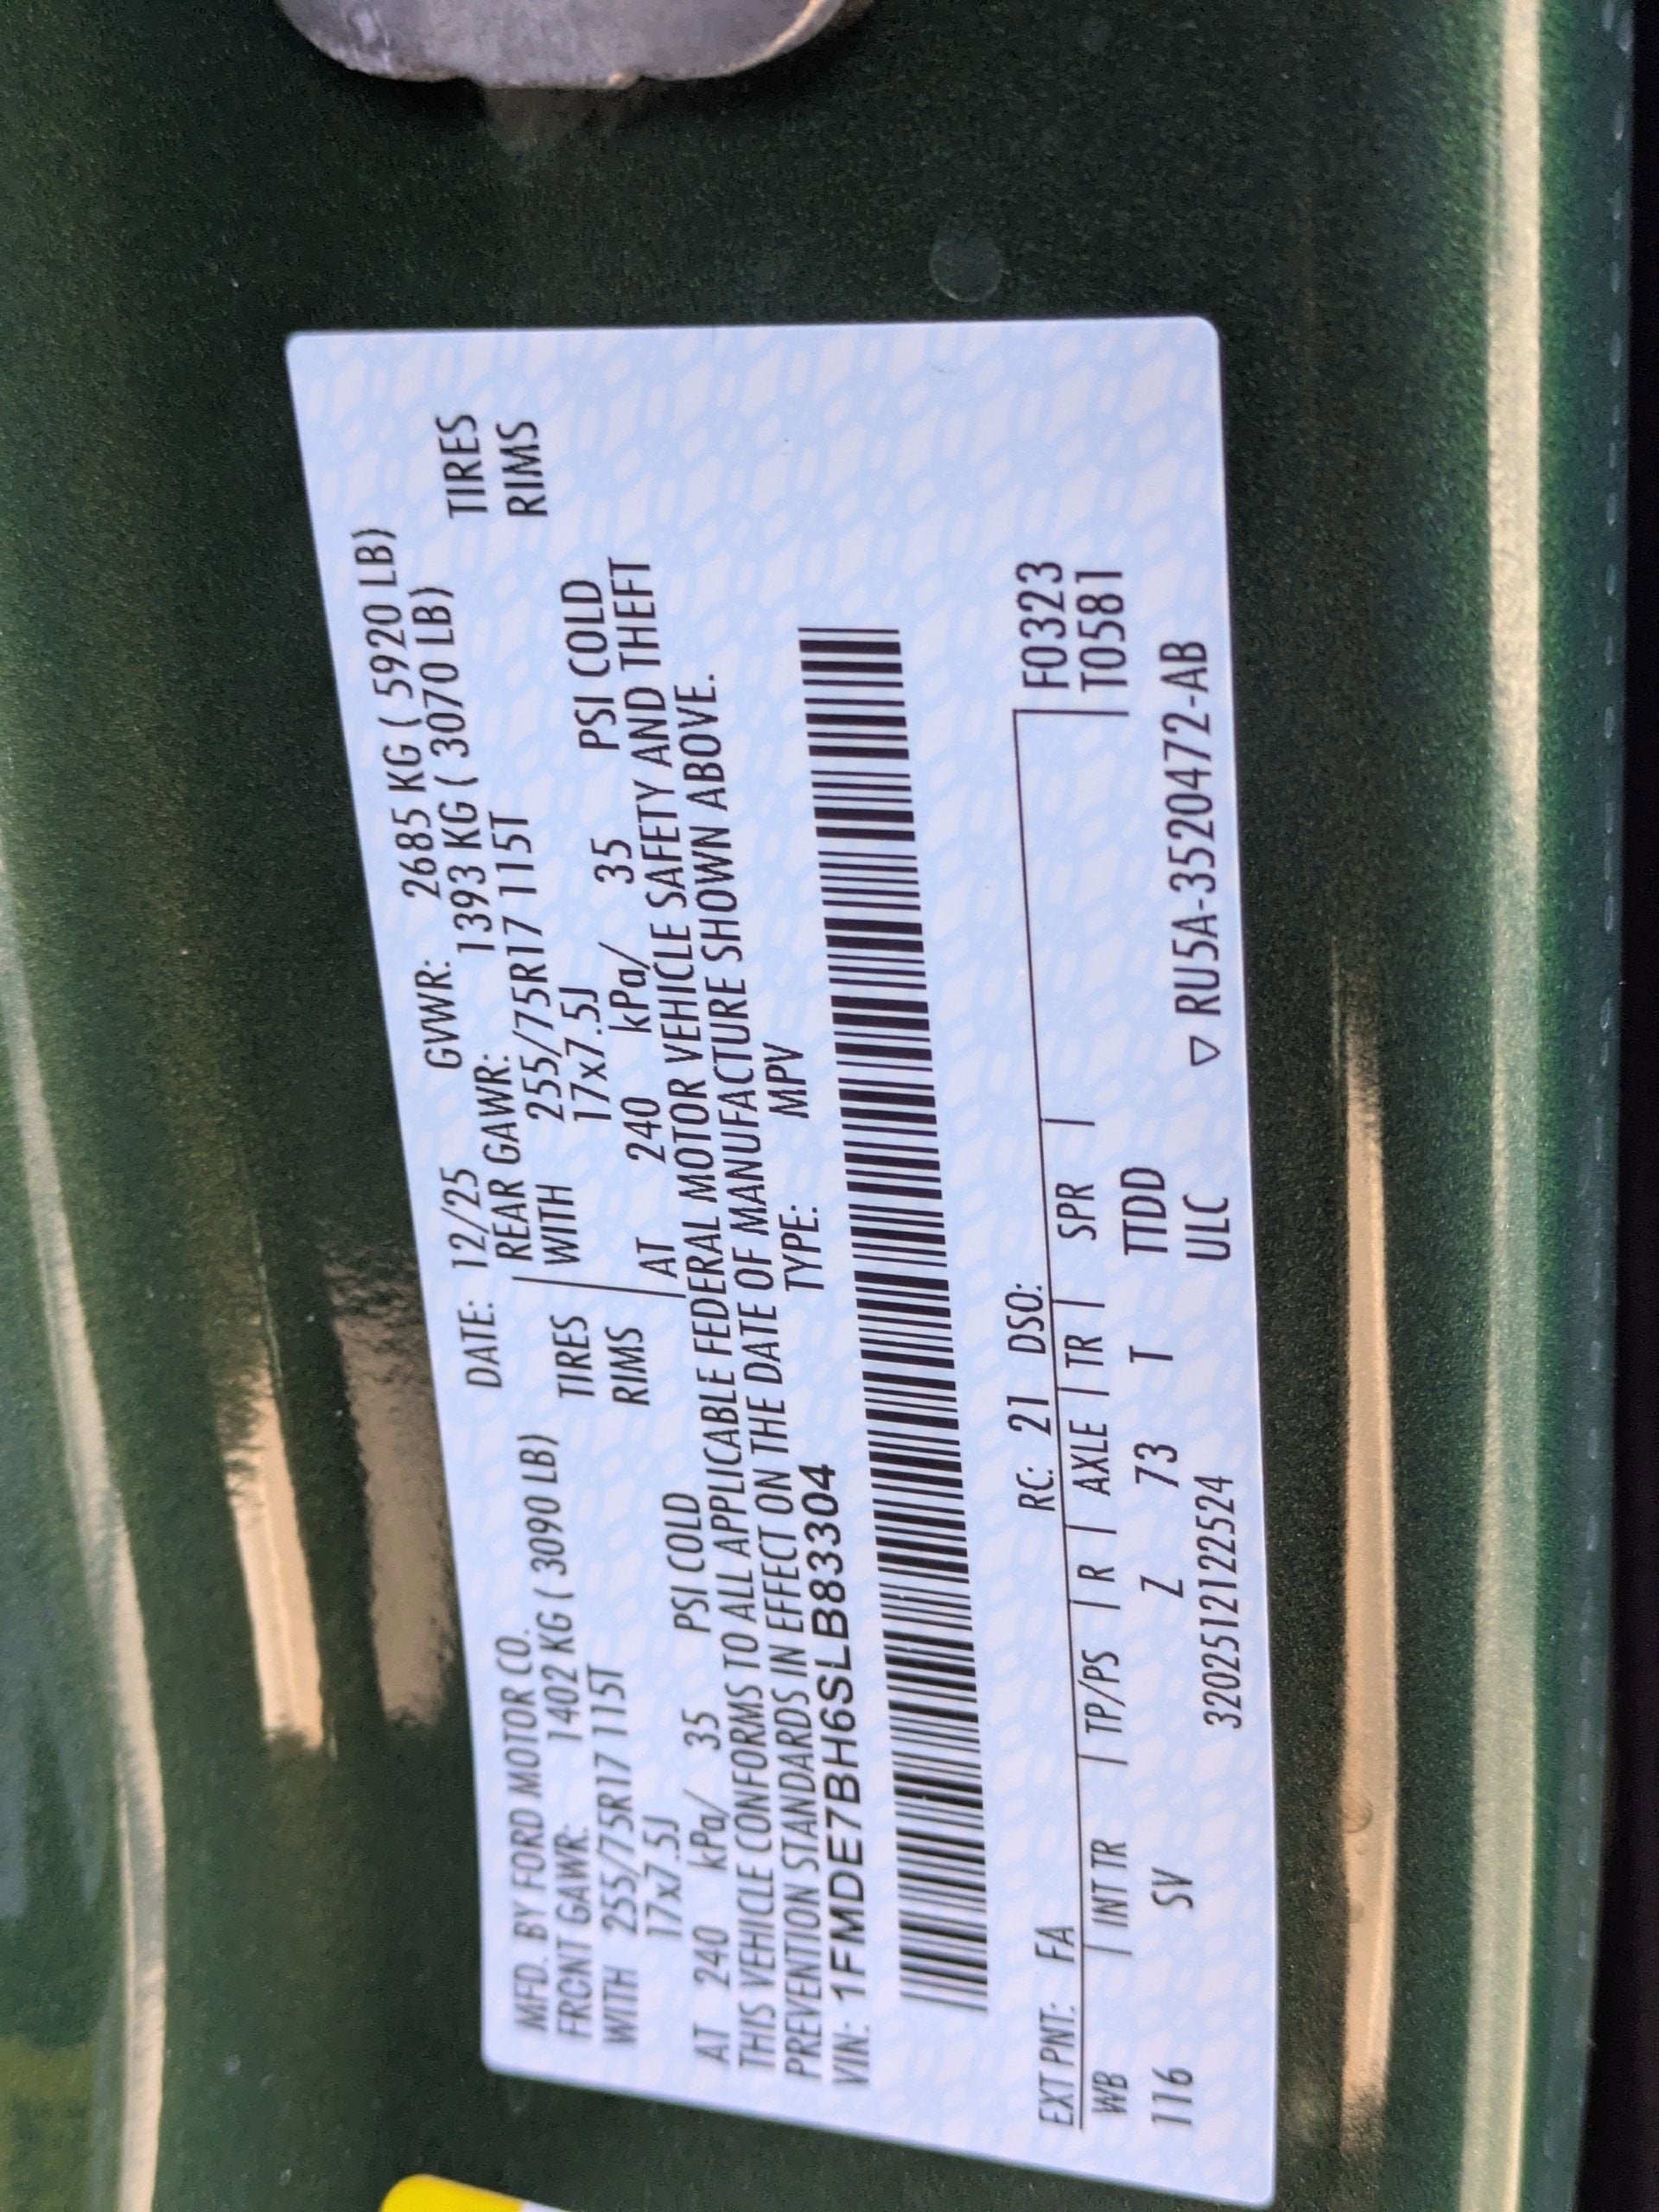 MFD. BY FORD MOTOR CO.
DATE: 12/25 GVWR: 2685 KG ( 5920 LB)
FRONT GAWR: 1402 KG ( 3090 LB) REAR GAWR: 1393 KG ( 3070 LB)
WITH 255/75R17 115T TIRES WITH 255/75R17 115T TIRES
17x7.5J RIMS 17x7.5J RIMS
AT 240 kPa/ 35 PSI COLD AT 240 kPa/ 35 PSI COLD
THIS VEHICLE CONFORMS TO ALL APPLICABLE FEDERAL MOTOR VEHICLE SAFETY AND THEFT
PREVENTION STANDARDS IN EFFECT ON THE DATE OF MANUFACTURE SHOWN ABOVE.
VIN: 1FMDE7BH6SLB83304 TYPE: MPV
EXT PNT: FA RC: 21 DSO: F0323
WB | INT TR | TP/PS | R | AXLE | TR | SPR | T0581
116 SV Z 73 T TTDD
320251212252​4 ULC ▽ RU5A-3520472-AB